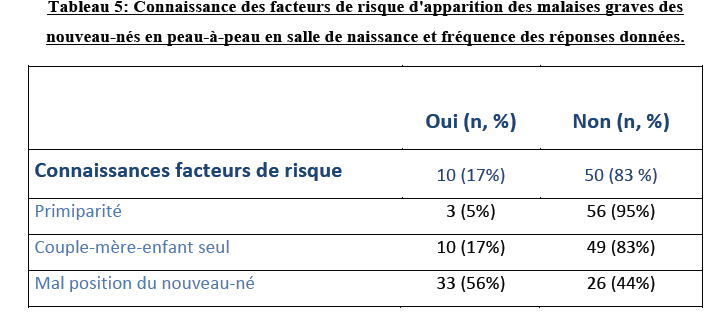 Tableau 5: Connaissance des facteurs de risque d'apparition des malaises graves des
nouveau-nés en peau-à-peau en salle de naissance et fréquence des réponses données.
Oui (n, %) Non (n, %)
Connaissances facteurs de risque 10 (17%) 50 (83 %)
Primiparité 3 (5%) 56 (95%)
Couple-mère-enfant seul 10 (17%) 49 (83%)
Mal position du nouveau-né 33 (56%) 26 (44%)